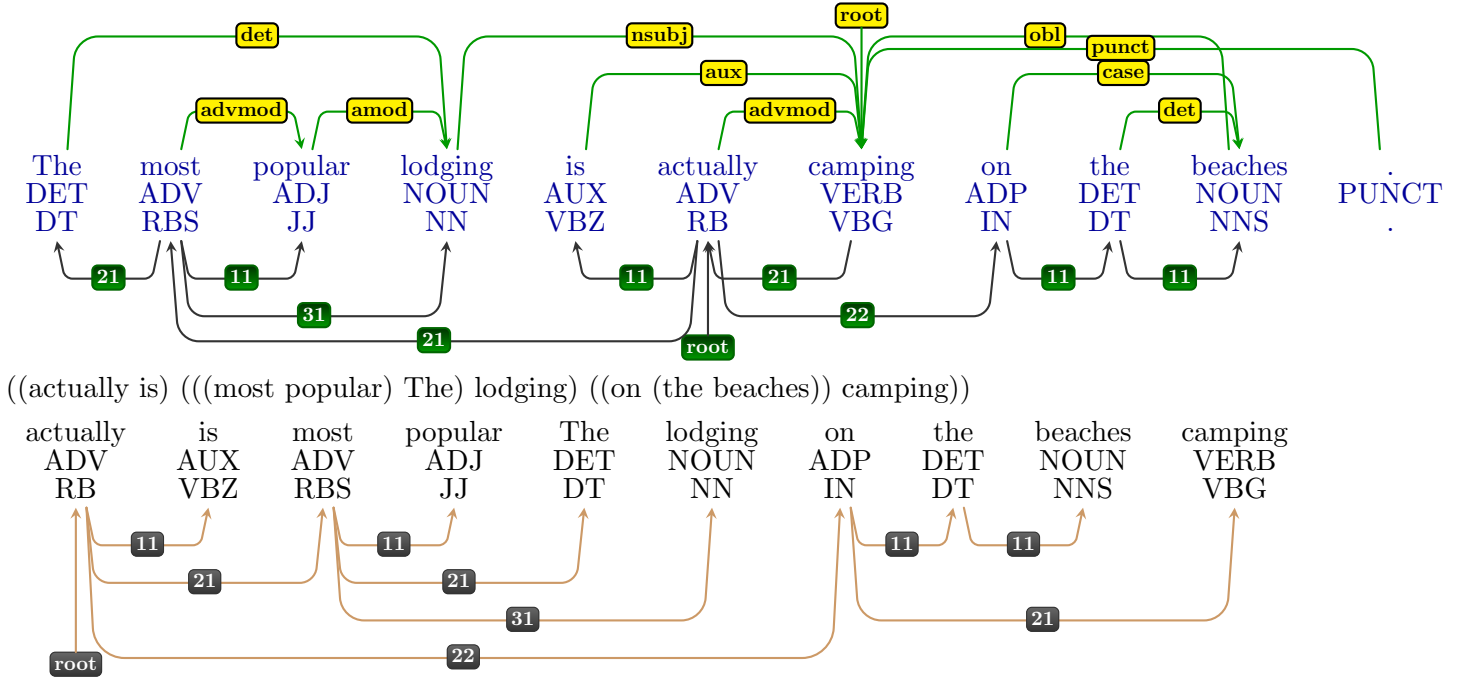 root
det nsubj obl
punct
aux case
advmod amod advmod det
The most popular lodging is actually camping on the beaches .
DET ADV ADJ NOUN AUX ADV VERB ADP DET NOUN PUNCT
DT RBS JJ NN VBZ RB VBG IN DT NNS .
21 11 11 21 11 11
31 22
21 root
((actually is) (((most popular) The) lodging) ((on (the beaches)) camping))
actually is most popular The lodging on the beaches camping
ADV AUX ADV ADJ DET NOUN ADP DET NOUN VERB
RB VBZ RBS JJ DT NN IN DT NNS VBG
11 11 11 11
21 21
31 21
root 22